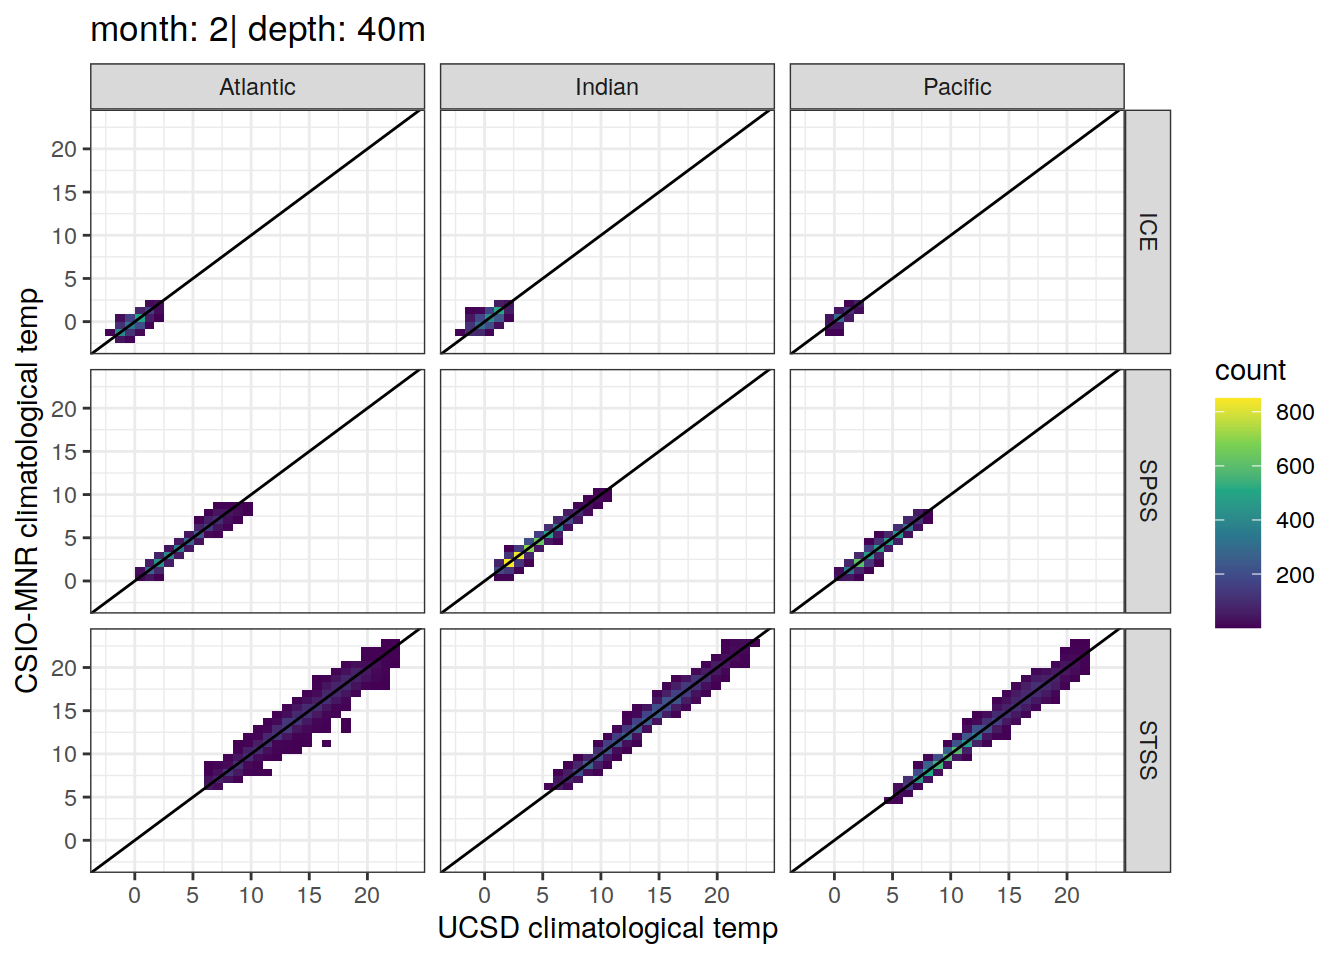 month: 2| depth: 40m
Atlantic
Indian
Pacific
20
15
10
5
0
ICE
20
15
10
5
0
SPSS
20
15
10
5
0
STSS
0 5 10 15 20
0 5 10 15 20
0 5 10 15 20
UCSD climatological temp
CSIO-MNR climatological temp
count
800
600
400
200